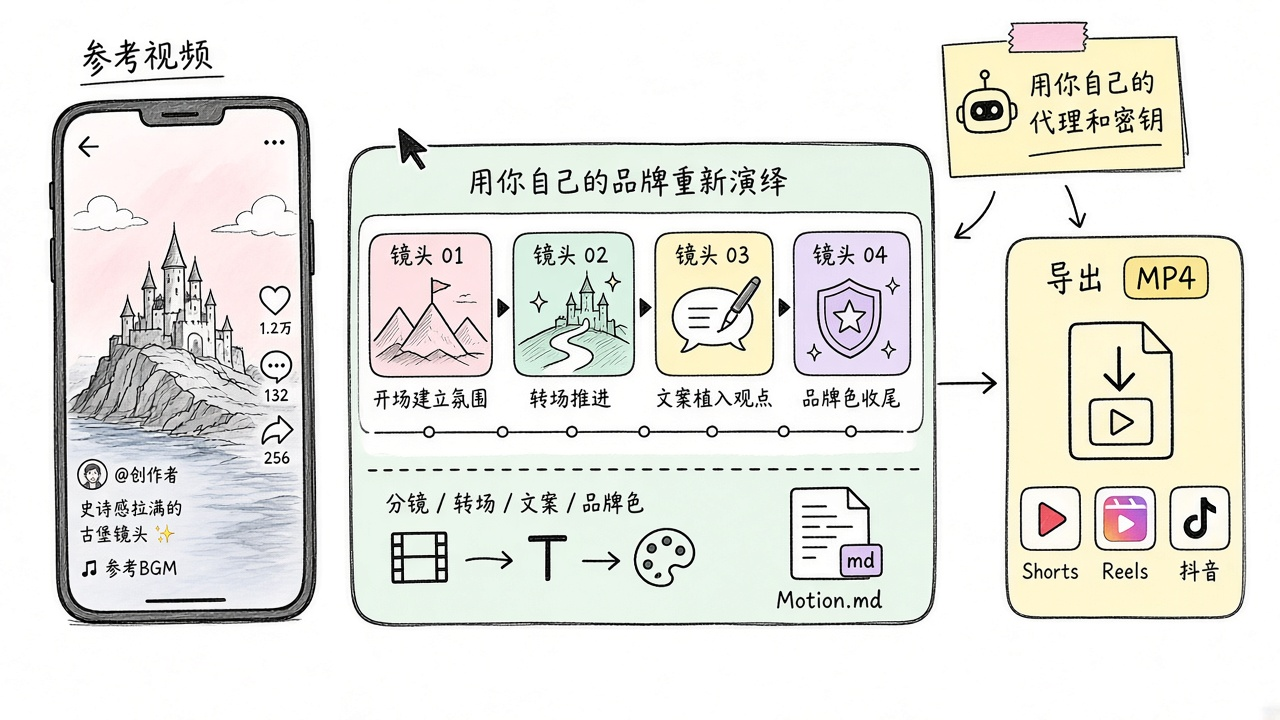 参考视频
1.2万
132
256
@创作者
史诗感拉满的
古堡镜头 ✨
参考BGM
用你自己的品牌重新演绎
镜头 01
镜头 02
镜头 03
镜头 04
开场建立氛围
转场推进
文案植入观点
品牌色收尾
分镜 / 转场 / 文案 / 品牌色
T
md
Motion.md
用你自己的
代理和密钥
导出 MP4
Shorts
Reels
抖音